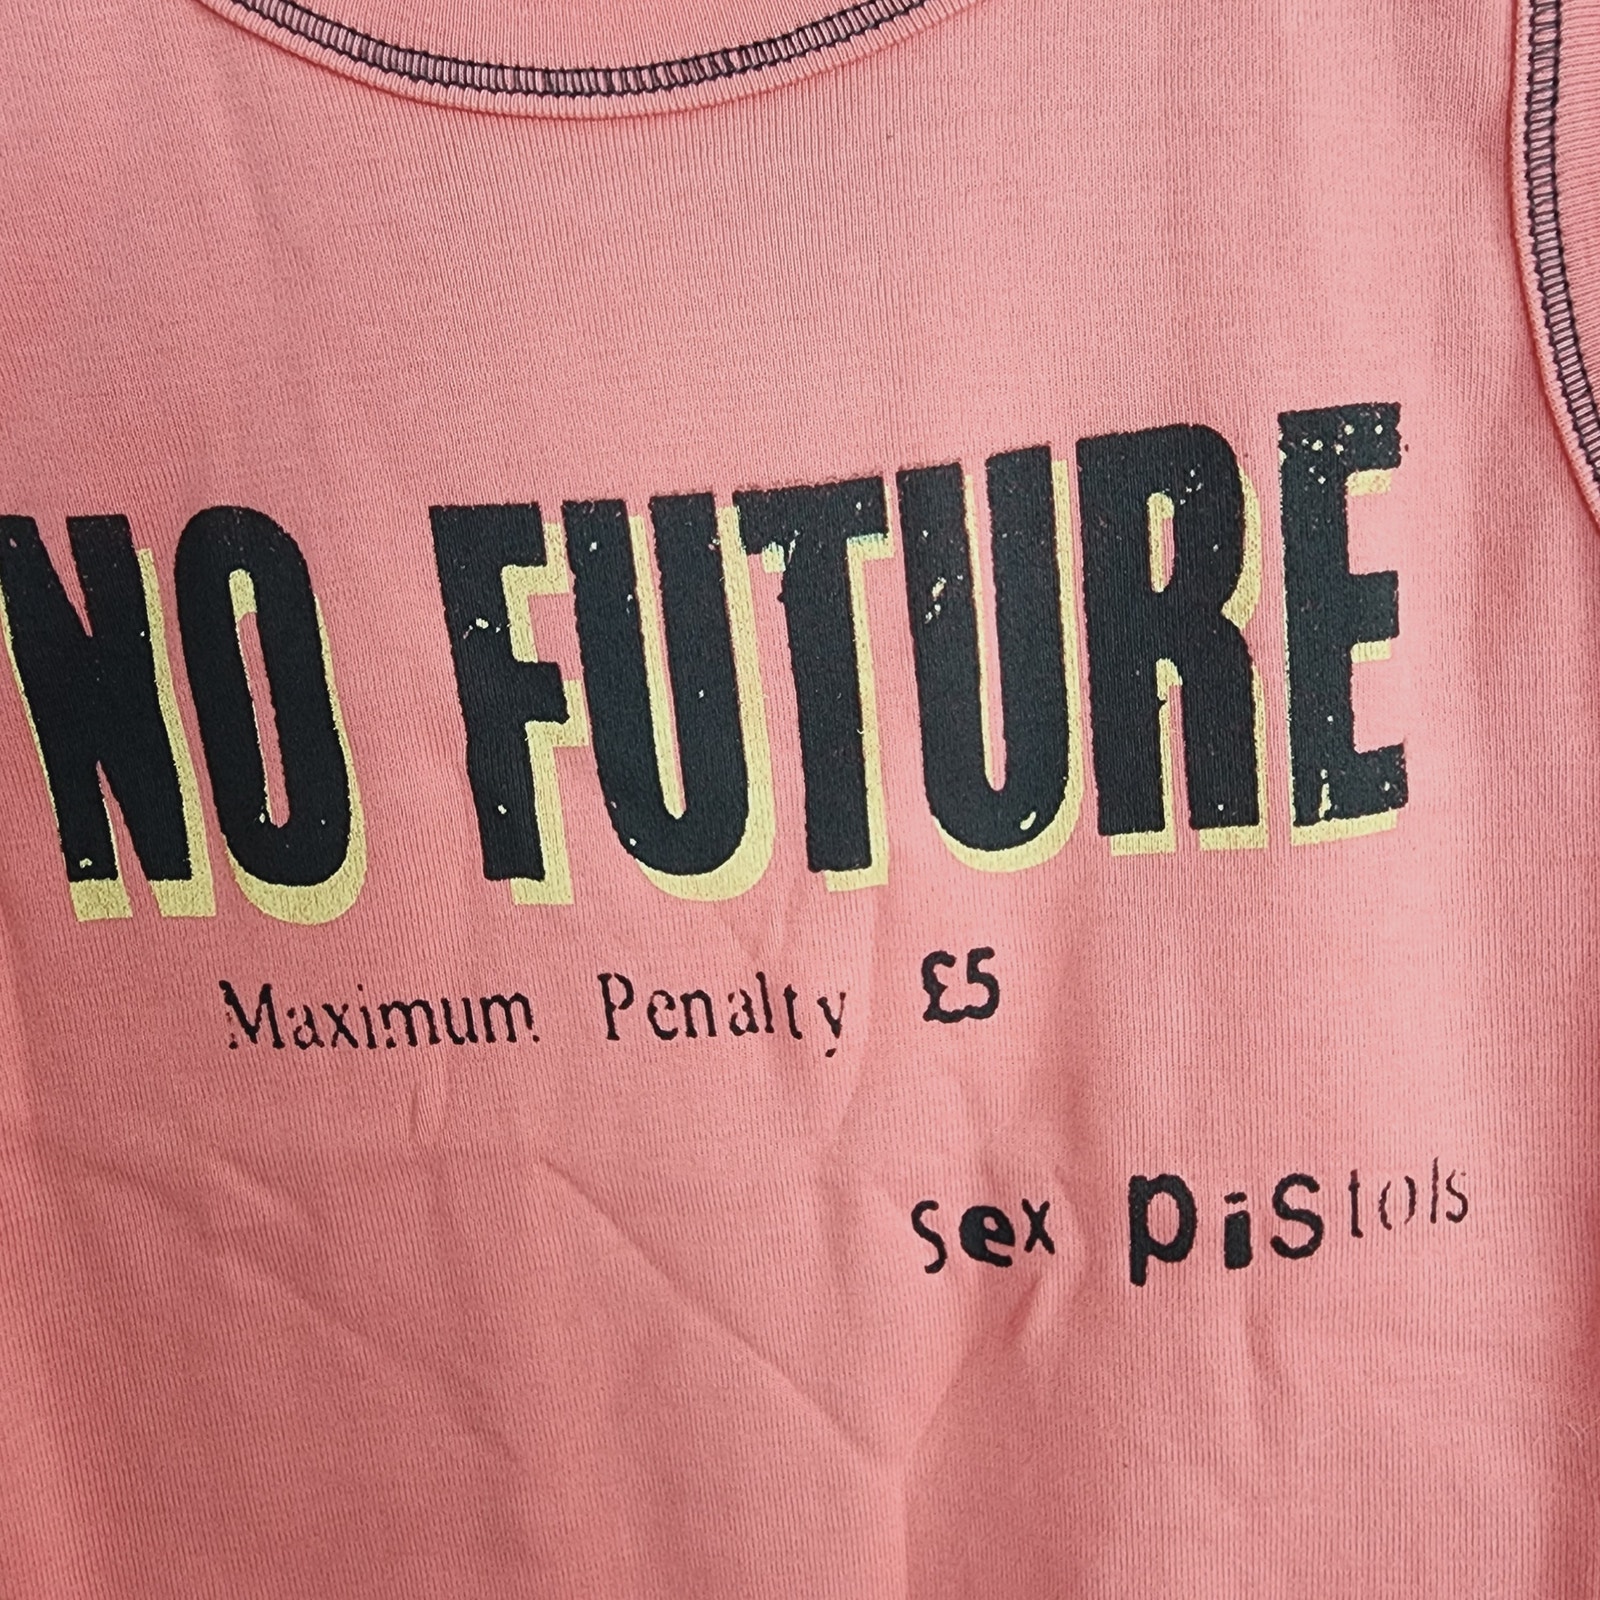 NO FUTURE
Maximum Penalty £5
sex pistols